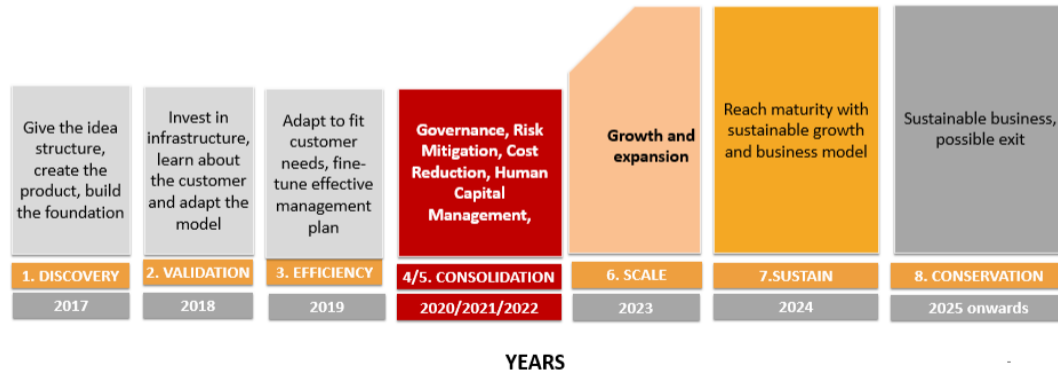 Give the idea
structure,
create the
product, build
the foundation
Invest in
infrastructure,
learn about
the customer
and adapt the
model
Adapt to fit
customer
needs, fine-
tune effective
management
plan
Governance, Risk
Mitigation, Cost
Reduction, Human
Capital
Management,
Growth and
expansion
Reach maturity with
sustainable growth
and business model
Sustainable business,
possible exit
1. DISCOVERY
2. VALIDATION
3. EFFICIENCY
4/5. CONSOLIDATION
6. SCALE
7.SUSTAIN
8. CONSERVATION
2017
2018
2019
2020/2021/2022
2023
2024
2025 onwards
YEARS
-